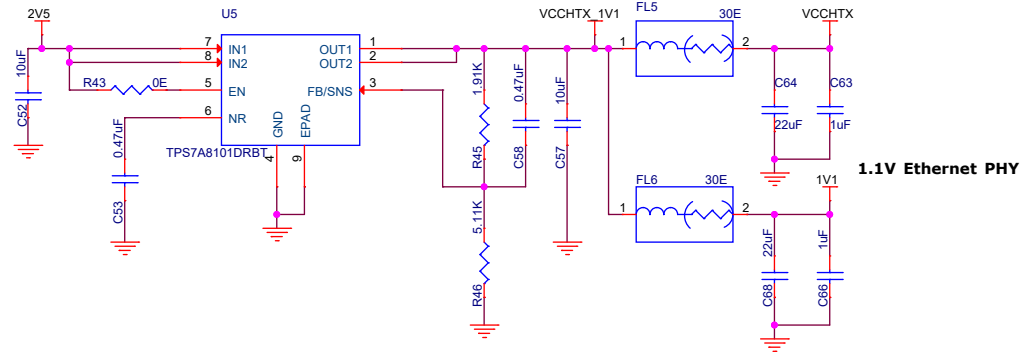 2V5
U5
VCCHTX_1V1
FL5
30E
VCCHTX
10uF
C52
R43
0E
0.47uF
C53
7
8
5
6
IN1
IN2
EN
NR
GND
EPAD
OUT1
OUT2
FB/SNS
1
2
3
4
9
TPS7A8101DRBT
1.91K
R45
0.47uF
C58
10uF
C57
5.11K
R46
1
2
C64
C63
22uF
1uF
1.1V Ethernet PHY
FL6
30E
1V1
1
2
22uF
C68
1uF
C66